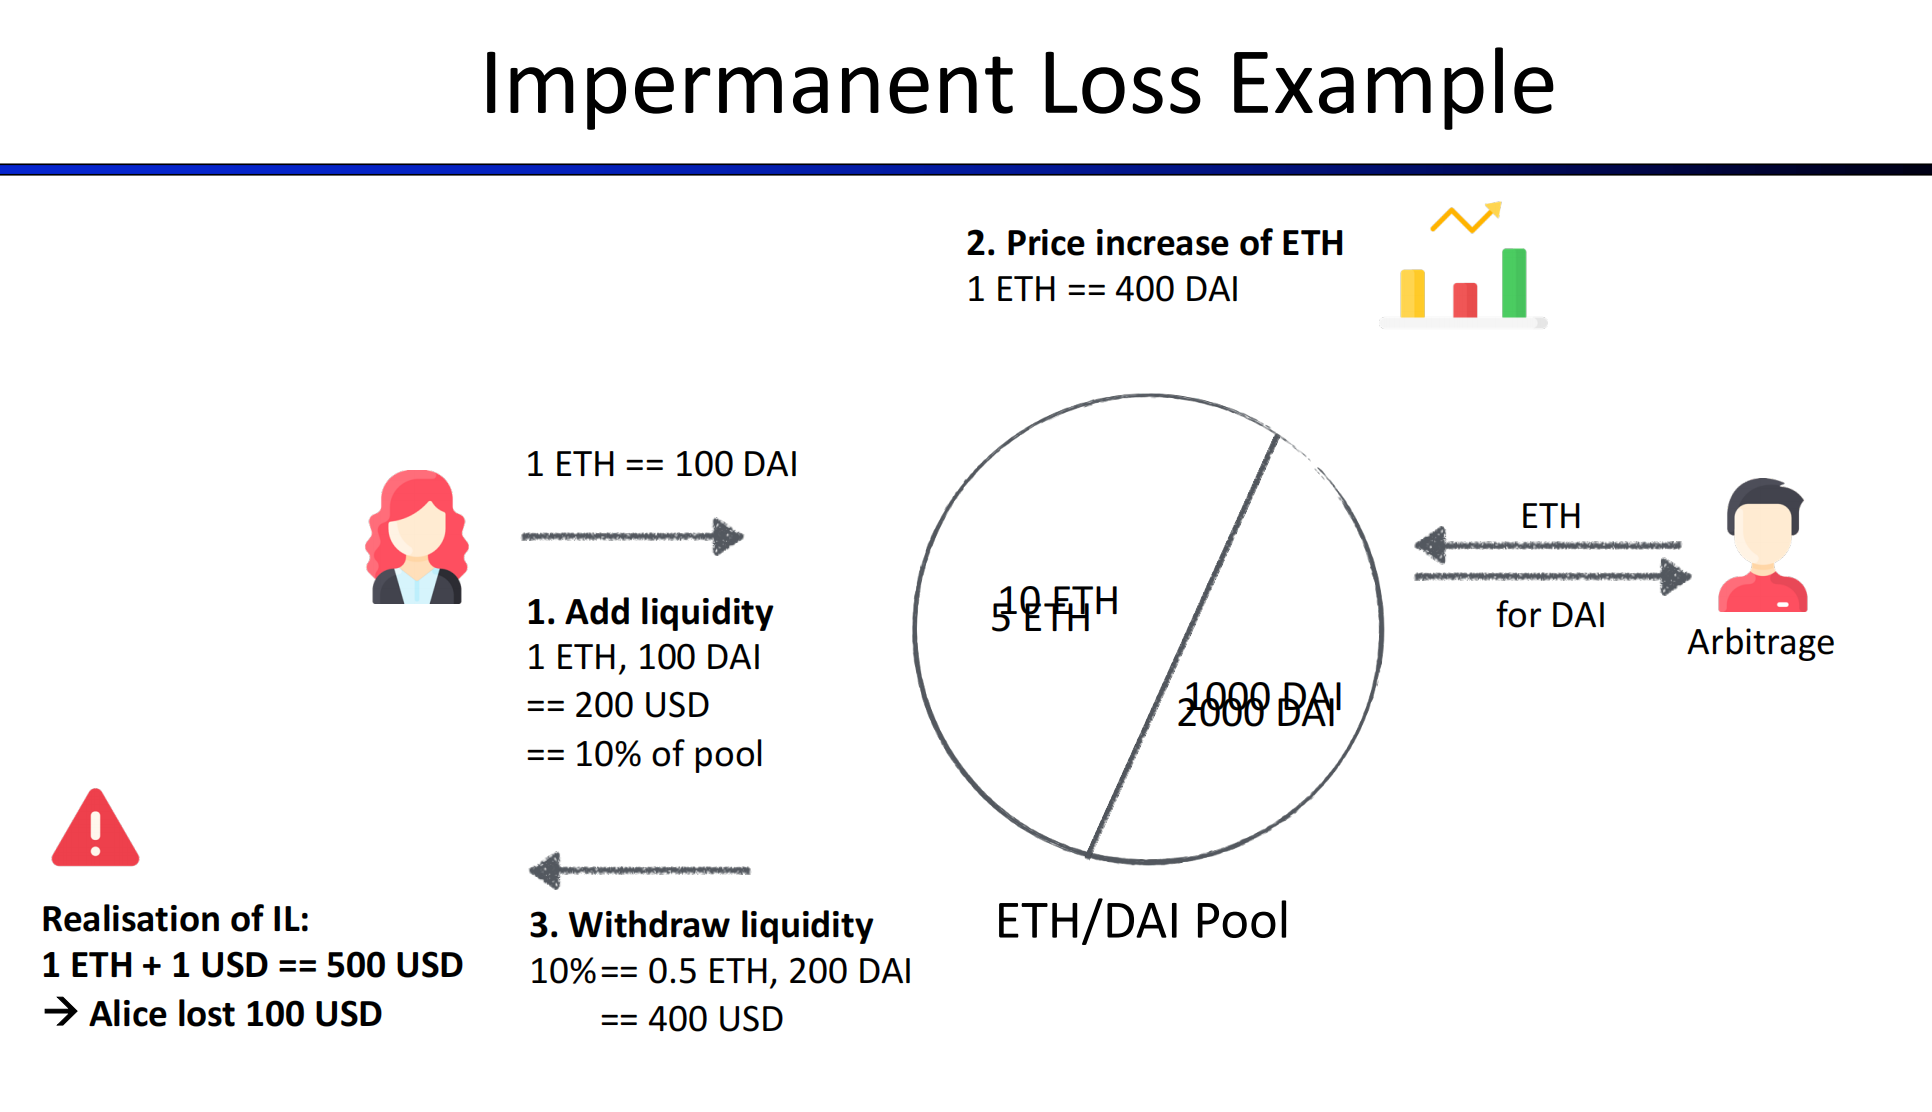 Impermanent Loss Example
2. Price increase of ETH
1 ETH == 400 DAI
1 ETH == 100 DAI
1. Add liquidity
1 ETH, 100 DAI
== 200 USD
== 10% of pool
10 ETH
5 ETH
1000 DAI
2000 DAI
ETH/DAI Pool
ETH
for DAI
Arbitrage
3. Withdraw liquidity
10% == 0.5 ETH, 200 DAI
== 400 USD
Realisation of IL:
1 ETH + 1 USD == 500 USD
→ Alice lost 100 USD